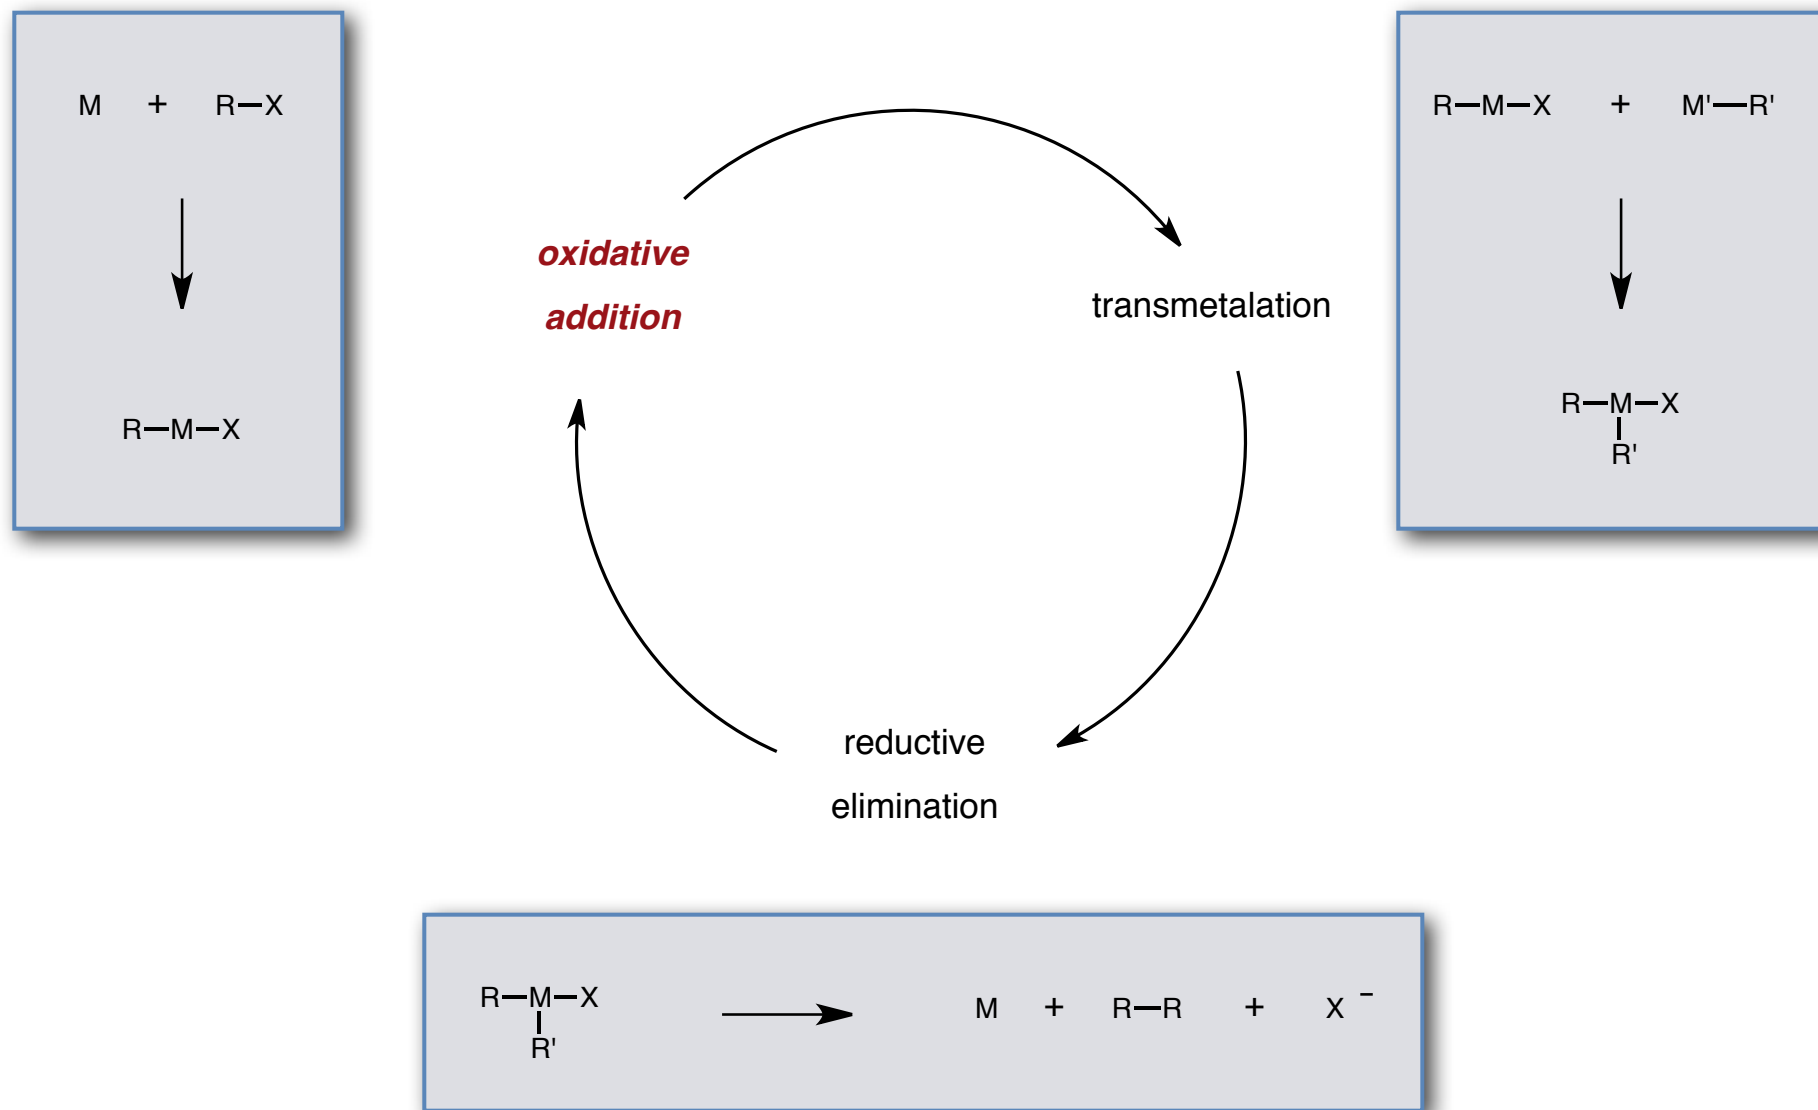 M + R—X
R—M—X
oxidative
addition
transmetalation
R—M—X + M'—R'
R—M—X
R'
reductive
elimination
R—M—X
R'
M + R—R + X −